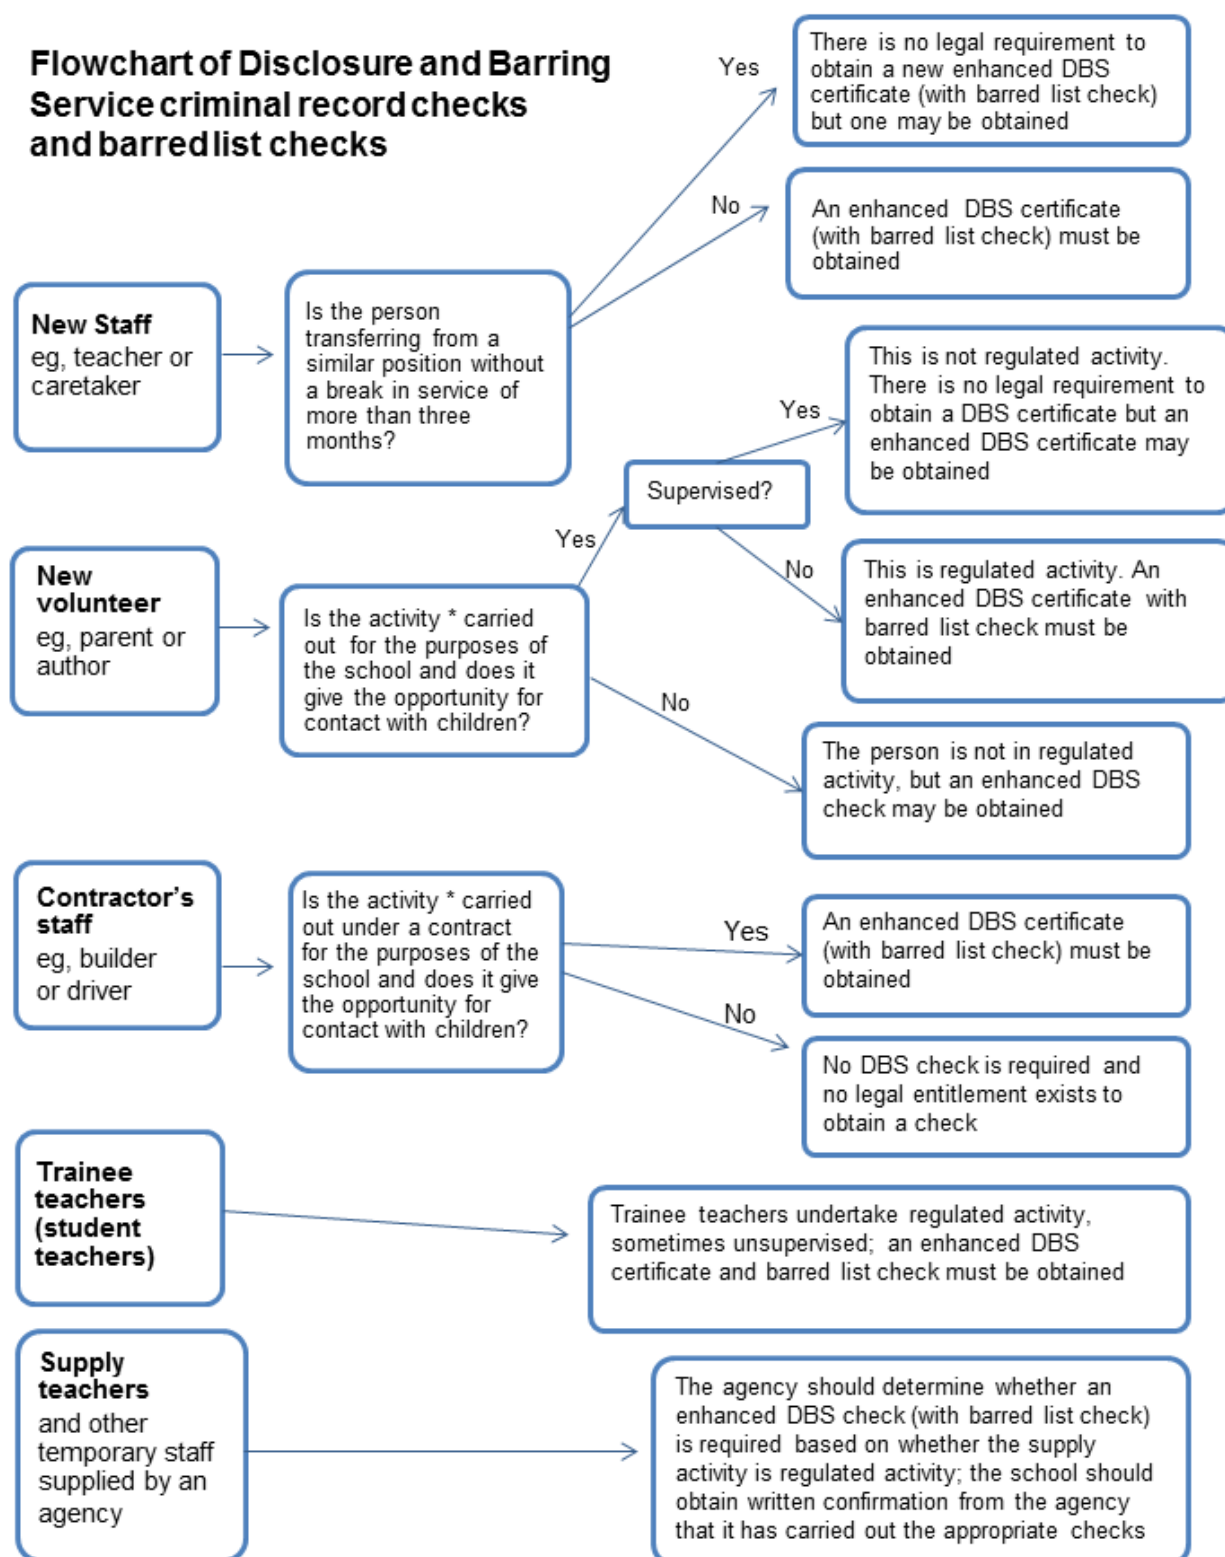 Flowchart of Disclosure and Barring
Service criminal record checks
and barred list checks
New Staff
eg, teacher or
caretaker
Is the person
transferring from a
similar position without
a break in service of
more than three
months?
Yes
There is no legal requirement to
obtain a new enhanced DBS
certificate (with barred list check)
but one may be obtained
No
An enhanced DBS certificate
(with barred list check) must be
obtained
New
volunteer
eg, parent or
author
Is the activity * carried
out for the purposes of
the school and does it
give the opportunity for
contact with children?
Yes
Supervised?
Yes
This is not regulated activity.
There is no legal requirement to
obtain a DBS certificate but an
enhanced DBS certificate may
be obtained
No
This is regulated activity. An
enhanced DBS certificate with
barred list check must be
obtained
No
The person is not in regulated
activity, but an enhanced DBS
check may be obtained
Contractor's
staff
eg, builder
or driver
Is the activity * carried
out under a contract
for the purposes of the
school and does it give
the opportunity for
contact with children?
Yes
An enhanced DBS certificate
(with barred list check) must be
obtained
No
No DBS check is required and
no legal entitlement exists to
obtain a check
Trainee
teachers
(student
teachers)
Trainee teachers undertake regulated activity,
sometimes unsupervised; an enhanced DBS
certificate and barred list check must be obtained
Supply
teachers
and other
temporary staff
supplied by an
agency
The agency should determine whether an
enhanced DBS check (with barred list check)
is required based on whether the supply
activity is regulated activity; the school should
obtain written confirmation from the agency
that it has carried out the appropriate checks